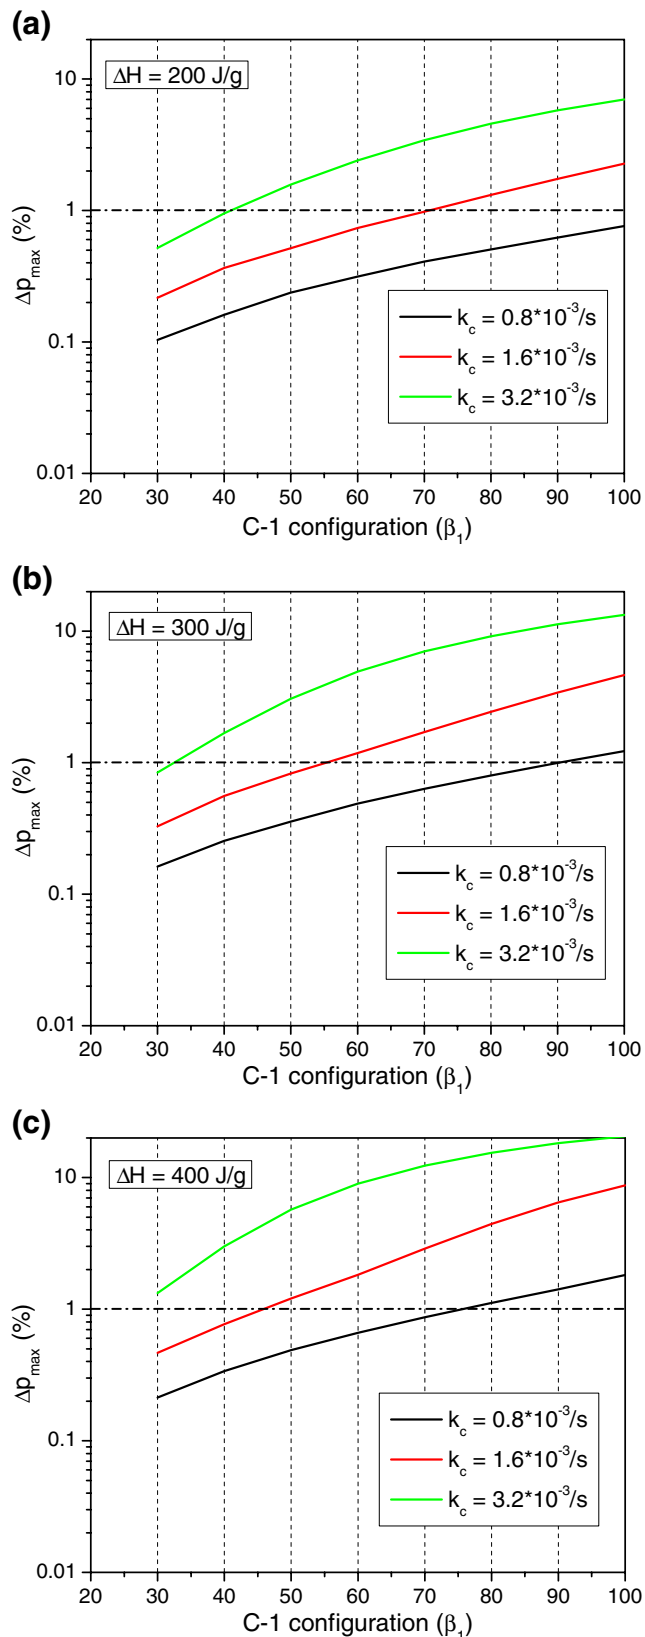 (a)
ΔH = 200 J/g
10
1
0.1
0.01
Δp_max (%)
k_c = 0.8*10^-3/s
k_c = 1.6*10^-3/s
k_c = 3.2*10^-3/s
20 30 40 50 60 70 80 90 100
C-1 configuration (β_1)
(b)
ΔH = 300 J/g
10
1
0.1
0.01
Δp_max (%)
k_c = 0.8*10^-3/s
k_c = 1.6*10^-3/s
k_c = 3.2*10^-3/s
20 30 40 50 60 70 80 90 100
C-1 configuration (β_1)
(c)
ΔH = 400 J/g
10
1
0.1
0.01
Δp_max (%)
k_c = 0.8*10^-3/s
k_c = 1.6*10^-3/s
k_c = 3.2*10^-3/s
20 30 40 50 60 70 80 90 100
C-1 configuration (β_1)